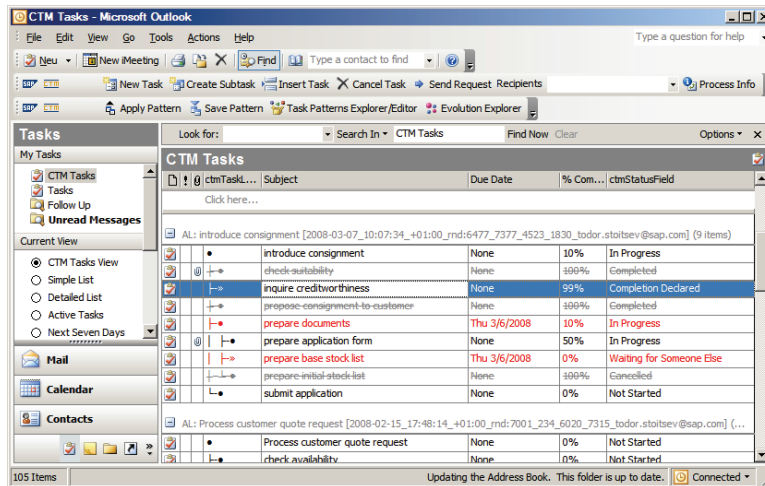 CTM Tasks - Microsoft Outlook
File Edit View Go Tools Actions Help Type a question for help
Neu New iMeeting Find Type a contact to find
SAP CTM New Task Create Subtask Insert Task Cancel Task Send Request Recipients Process Info
SAP CTM Apply Pattern Save Pattern Task Patterns Explorer/Editor Evolution Explorer
Tasks Look for: Search In CTM Tasks Find Now Clear Options
My Tasks
CTM Tasks
Tasks
Follow Up
Unread Messages
Current View
CTM Tasks View
Simple List
Detailed List
Active Tasks
Next Seven Days
Mail
Calendar
Contacts
CTM Tasks
ctmTaskL... Subject Due Date % Com... ctmStatusField
Click here...
AL: introduce consignment [2008-03-07_10:07:34_+01:00_rnd:6477_7377_4523_1830_todor.stoitsev@sap.com] (9 items)
introduce consignment None 10% In Progress
check suitability None 100% Completed
inquire creditworthiness None 99% Completion Declared
propose consignment to customer None 100% Completed
prepare documents Thu 3/6/2008 10% In Progress
prepare application form None 50% In Progress
prepare base stock list Thu 3/6/2008 0% Waiting for Someone Else
prepare initial stock list None 100% Cancelled
submit application None 0% Not Started
AL: Process customer quote request [2008-02-15_17:48:14_+01:00_rnd:7001_234_6020_7315_todor.stoitsev@sap.com] (...
Process customer quote request None 0% Not Started
check availability None 0% Not Started
105 Items Updating the Address Book. This folder is up to date. Connected